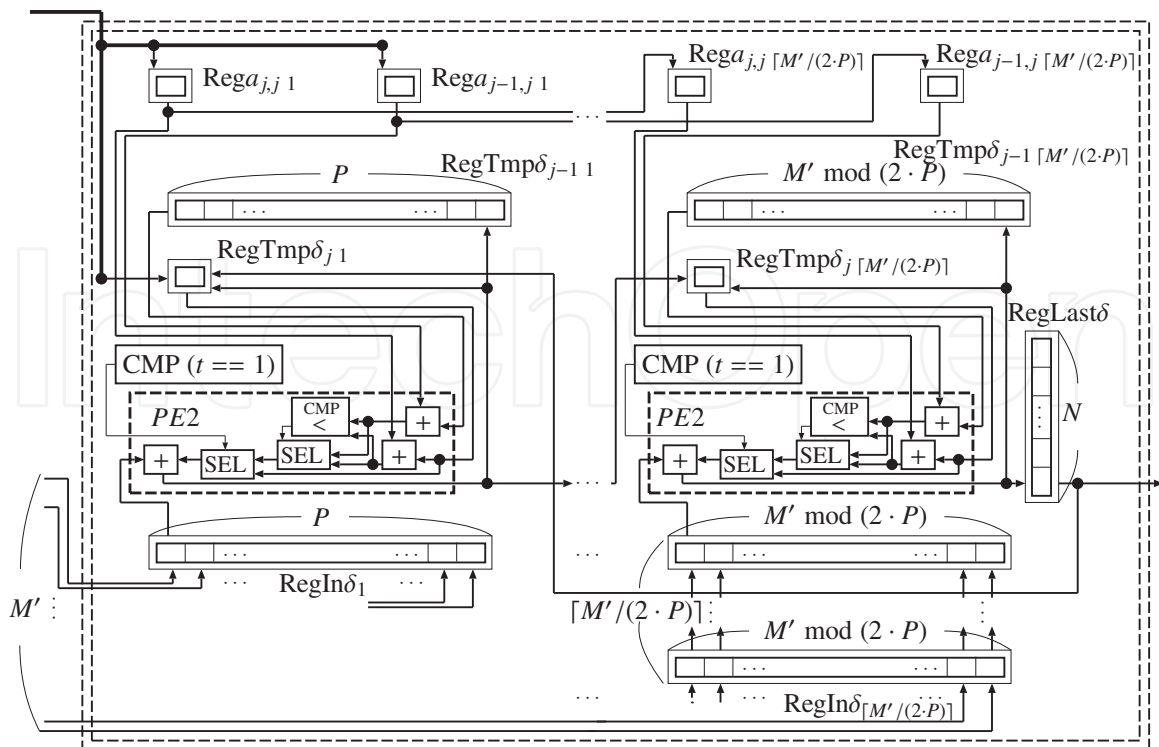 Rega_{j,j 1}
Rega_{j−1,j 1}
Rega_{j,j ⌈M′/(2·P)⌉}
Rega_{j−1,j ⌈M′/(2·P)⌉}
···
P
RegTmpδ_{j−1 1}
RegTmpδ_{j−1 ⌈M′/(2·P)⌉}
M′ mod (2 · P)
··· ···
··· ···
RegTmpδ_{j 1}
RegTmpδ_{j ⌈M′/(2·P)⌉}
IntechOpen
RegLastδ
CMP (t == 1)
CMP (t == 1)
PE2
CMP
<
+
SEL
SEL
+
+
PE2
CMP
<
+
SEL
SEL
+
+
N
⋮
···
P
M′ mod (2 · P)
··· ···
···
··· ···
··· ···
RegInδ_1
M′
⋮
⌈M′/(2 · P)⌉
⋮
⋮
M′ mod (2 · P)
··· ···
··· ··· ···
RegInδ_{⌈M′/(2·P)⌉}